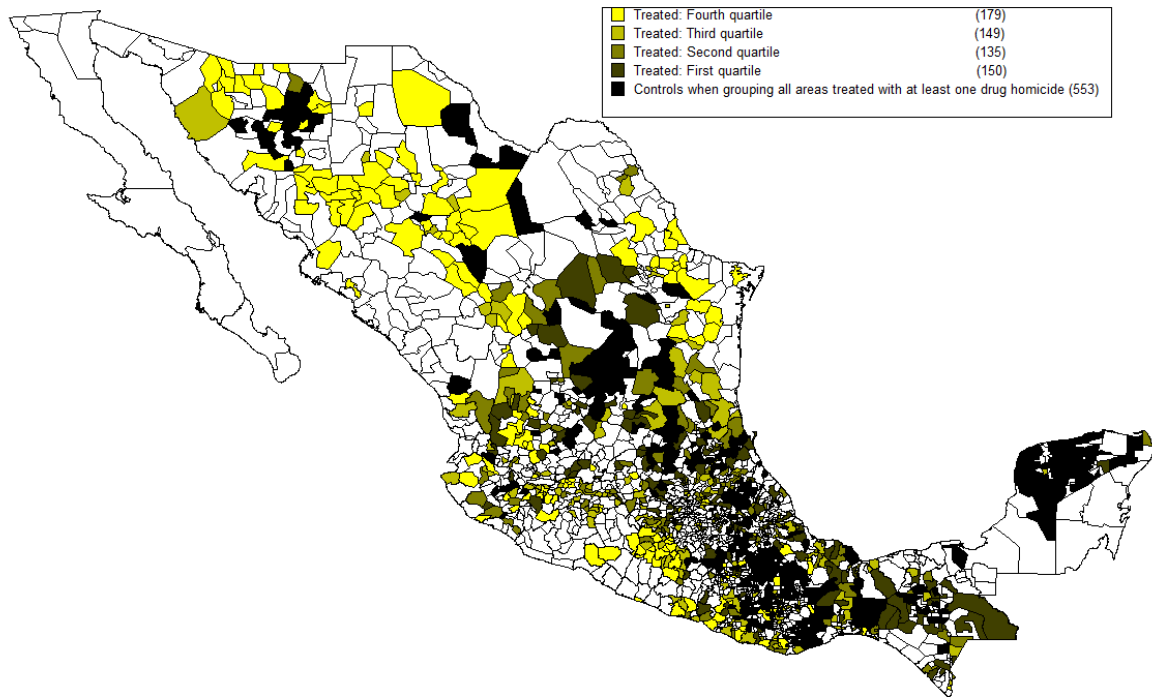 Treated: Fourth quartile (179)
Treated: Third quartile (149)
Treated: Second quartile (135)
Treated: First quartile (150)
Controls when grouping all areas treated with at least one drug homicide (553)